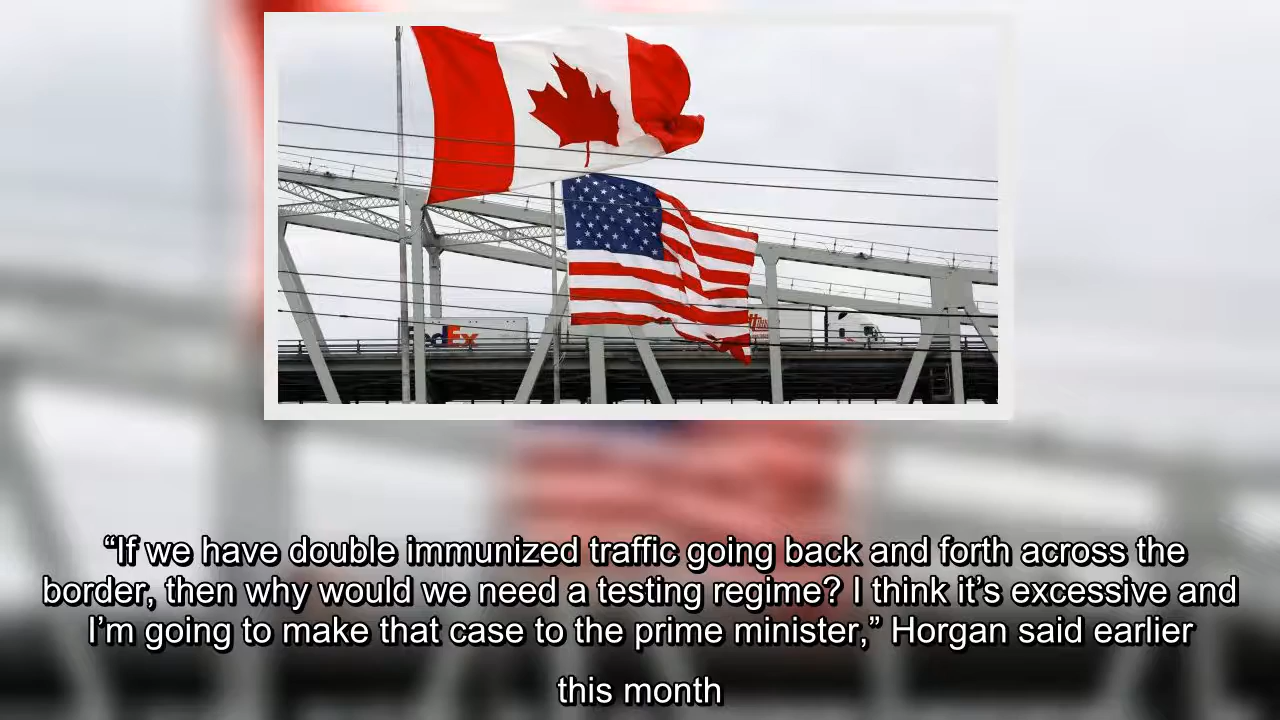 FedEx
“If we have double immunized traffic going back and forth across the
border, then why would we need a testing regime? I think it’s excessive and
I’m going to make that case to the prime minister,” Horgan said earlier
this month